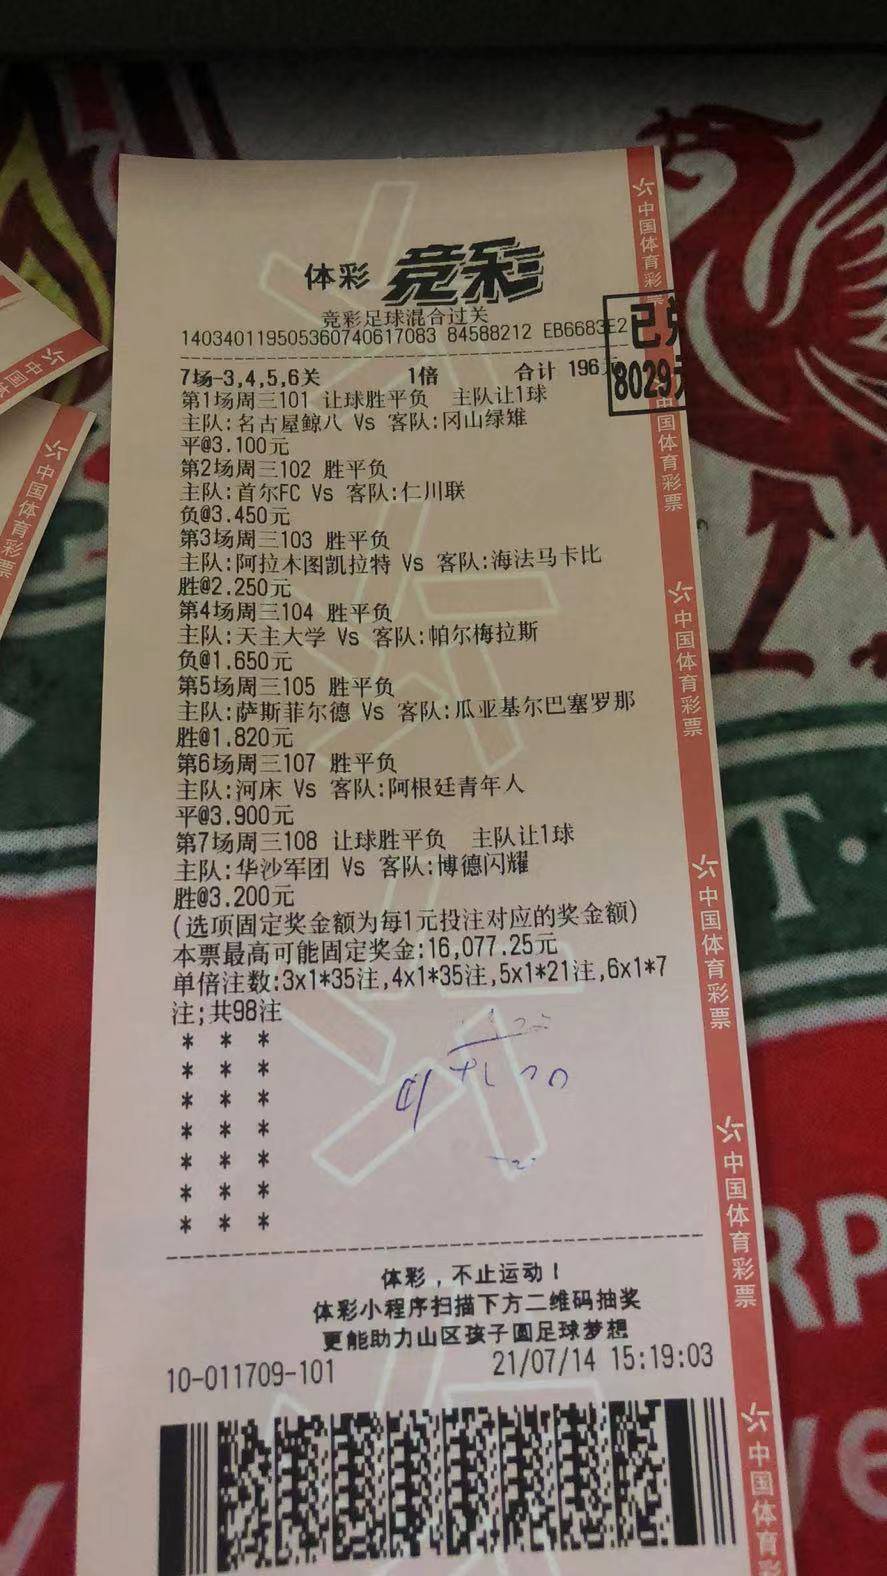 体彩 竞彩
竞彩足球混合过关
140340119505360740617083 84588212 EB6683E2
已兑
8029元
7场-3,4,5,6关 1倍 合计 196元
第1场周三101 让球胜平负 主队让1球
主队:名古屋鲸八 Vs 客队:冈山绿雉
平@3.100元
第2场周三102 胜平负
主队:首尔FC Vs 客队:仁川联
负@3.450元
第3场周三103 胜平负
主队:阿拉木图凯拉特 Vs 客队:海法马卡比
胜@2.250元
第4场周三104 胜平负
主队:天主大学 Vs 客队:帕尔梅拉斯
负@1.650元
第5场周三105 胜平负
主队:萨斯菲尔德 Vs 客队:瓜亚基尔巴塞罗那
胜@1.820元
第6场周三107 胜平负
主队:河床 Vs 客队:阿根廷青年人
平@3.900元
第7场周三108 让球胜平负 主队让1球
主队:华沙军团 Vs 客队:博德闪耀
胜@3.200元
(选项固定奖金额为每1元投注对应的奖金额)
本票最高可能固定奖金:16,077.25元
单倍注数:3x1*35注,4x1*35注,5x1*21注,6x1*7
注;共98注
* * *
* * *
* * *
* * *
* * *
* * *
* * *
体彩，不止运动！
体彩小程序扫描下方二维码抽奖
更能助力山区孩子圆足球梦想
10-011709-101 21/07/14 15:19:03
中国体育彩票
中国体育彩票
中国体育彩票
中国体育彩票
中国体育彩票
中国体育彩
中国体育彩票